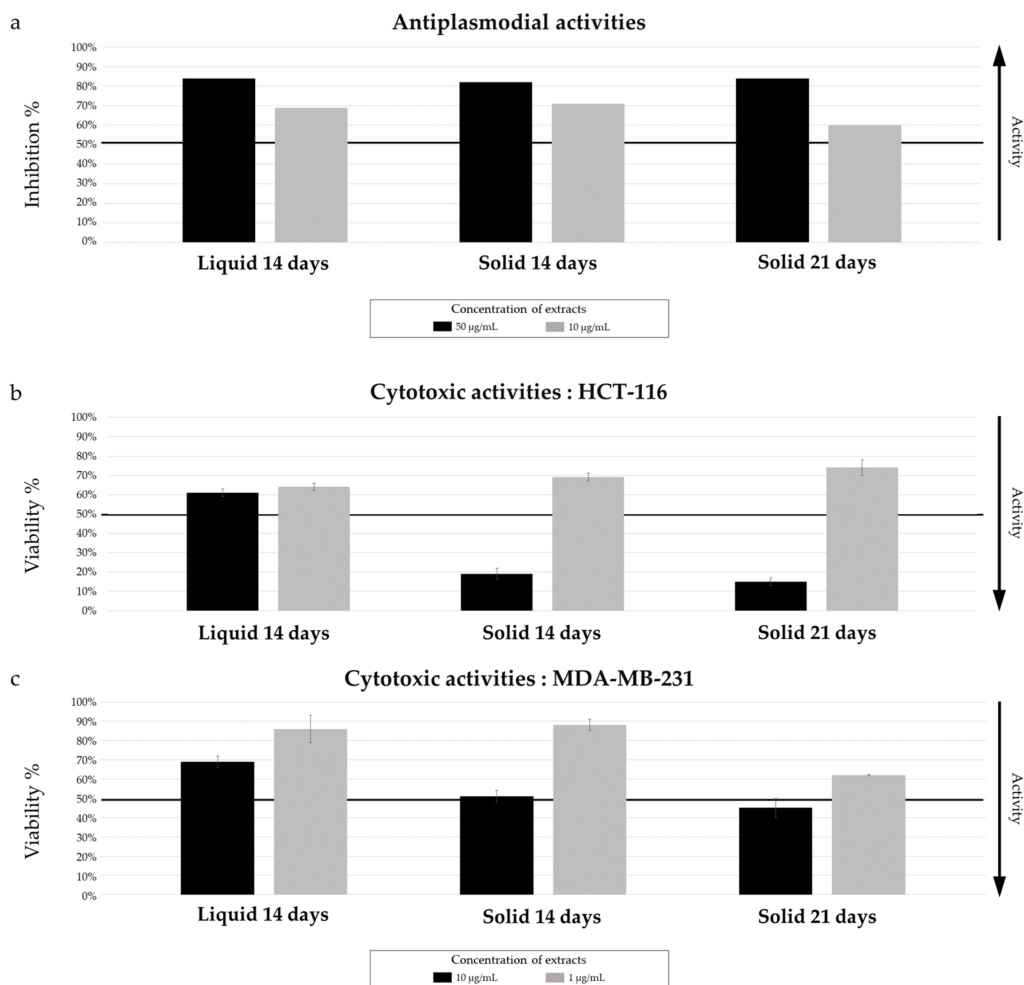 a
Antiplasmodial activities
Inhibition %
100%
90%
80%
70%
60%
50%
40%
30%
20%
10%
0%
Activity
Liquid 14 days
Solid 14 days
Solid 21 days
Concentration of extracts
50 µg/mL
10 µg/mL
b
Cytotoxic activities : HCT-116
Viability %
100%
90%
80%
70%
60%
50%
40%
30%
20%
10%
0%
Activity
Liquid 14 days
Solid 14 days
Solid 21 days
c
Cytotoxic activities : MDA-MB-231
Viability %
100%
90%
80%
70%
60%
50%
40%
30%
20%
10%
0%
Activity
Liquid 14 days
Solid 14 days
Solid 21 days
Concentration of extracts
10 µg/mL
1 µg/mL